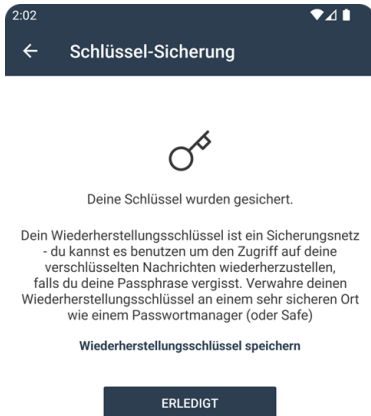 2:02
Schlüssel-Sicherung
Deine Schlüssel wurden gesichert.
Dein Wiederherstellungsschlüssel ist ein Sicherungsnetz
- du kannst es benutzen um den Zugriff auf deine
verschlüsselten Nachrichten wiederherzustellen,
falls du deine Passphrase vergisst. Verwahre deinen
Wiederherstellungsschlüssel an einem sehr sicheren Ort
wie einem Passwortmanager (oder Safe)
Wiederherstellungsschlüssel speichern
ERLEDIGT